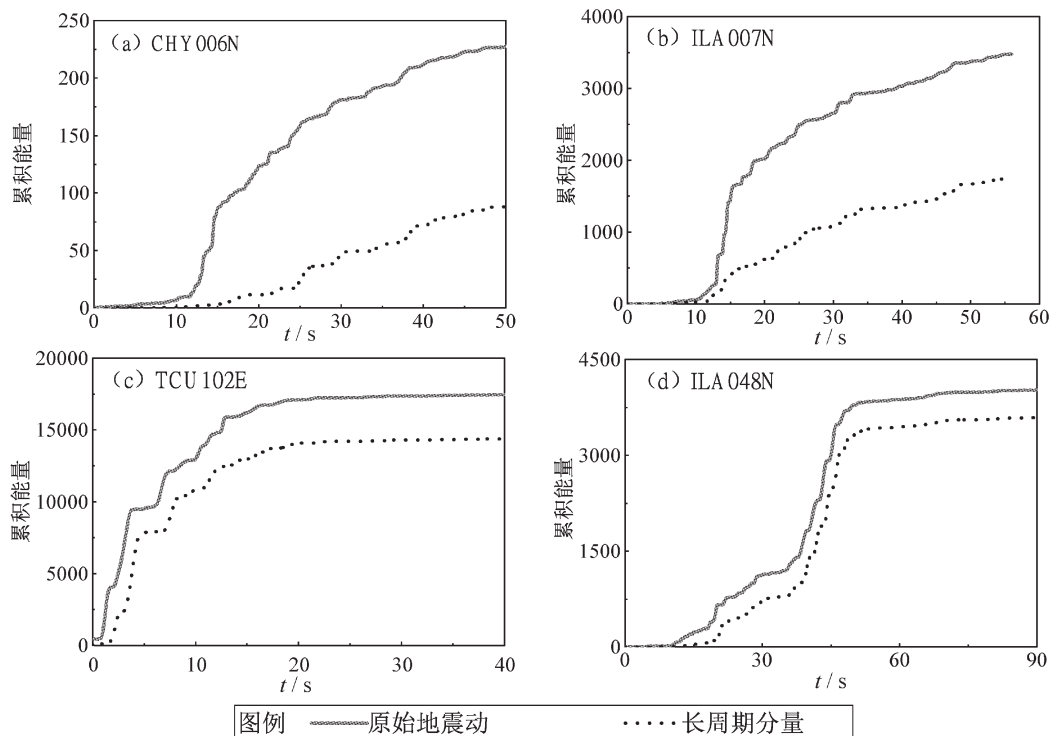 (a) CHY006N
累积能量
250
200
150
100
50
0
0 10 20 30 40 50
t / s
(b) ILA007N
累积能量
4000
3000
2000
1000
0
0 10 20 30 40 50 60
t / s
(c) TCU102E
累积能量
20000
15000
10000
5000
0
0 10 20 30 40
t / s
(d) ILA048N
累积能量
4500
3000
1500
0
0 30 60 90
t / s
图例 原始地震动 长周期分量